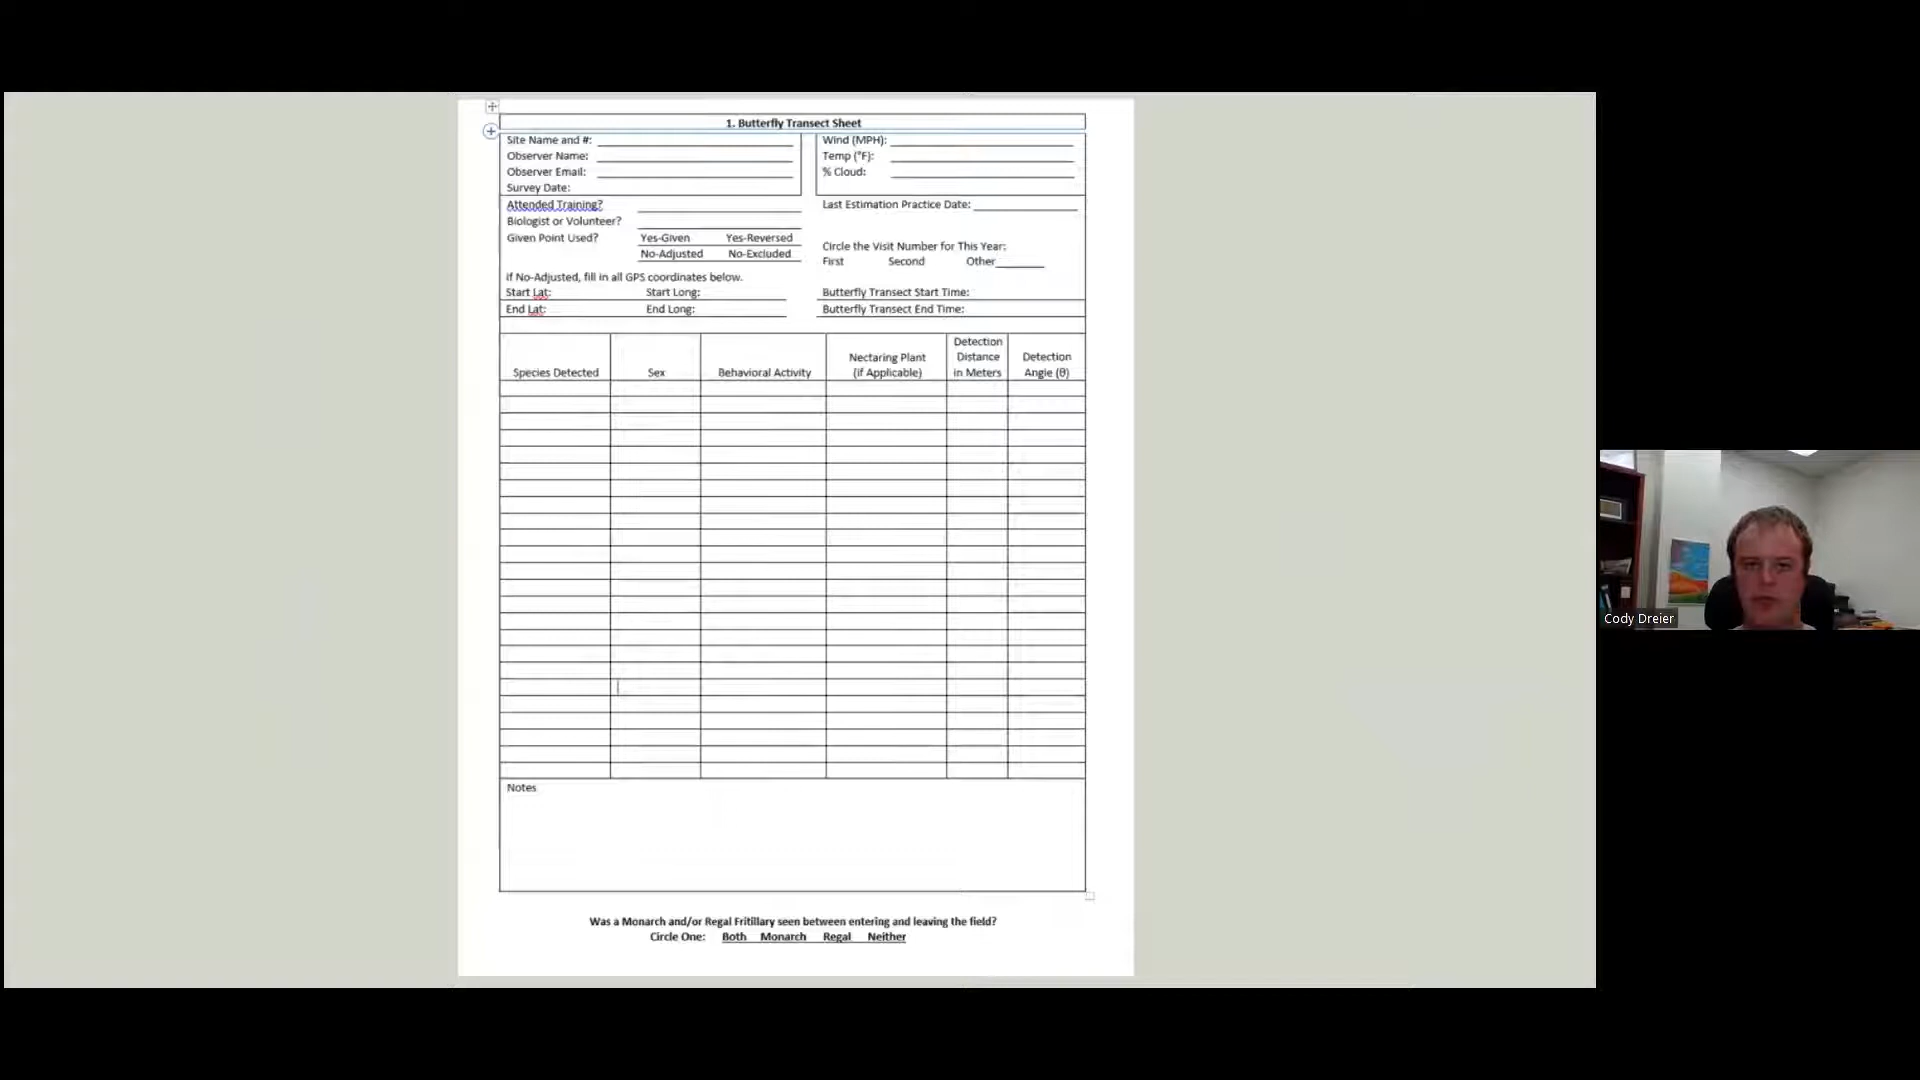 1. Butterfly Transect Sheet
Site Name and #:
Observer Name:
Observer Email:
Survey Date:
Wind (MPH):
Temp (°F):
% Cloud:
Attended Training?
Biologist or Volunteer?
Given Point Used? Yes-Given Yes-Reversed
No-Adjusted No-Excluded
Last Estimation Practice Date:
Circle the Visit Number for This Year:
First Second Other
If No-Adjusted, fill in all GPS coordinates below.
Start Lat: Start Long:
End Lat: End Long:
Butterfly Transect Start Time:
Butterfly Transect End Time:
Species Detected
Sex
Behavioral Activity
Nectaring Plant
(if Applicable)
Detection
Distance
in Meters
Detection
Angle (θ)
Notes
Was a Monarch and/or Regal Fritillary seen between entering and leaving the field?
Circle One: Both Monarch Regal Neither
Cody Dreier